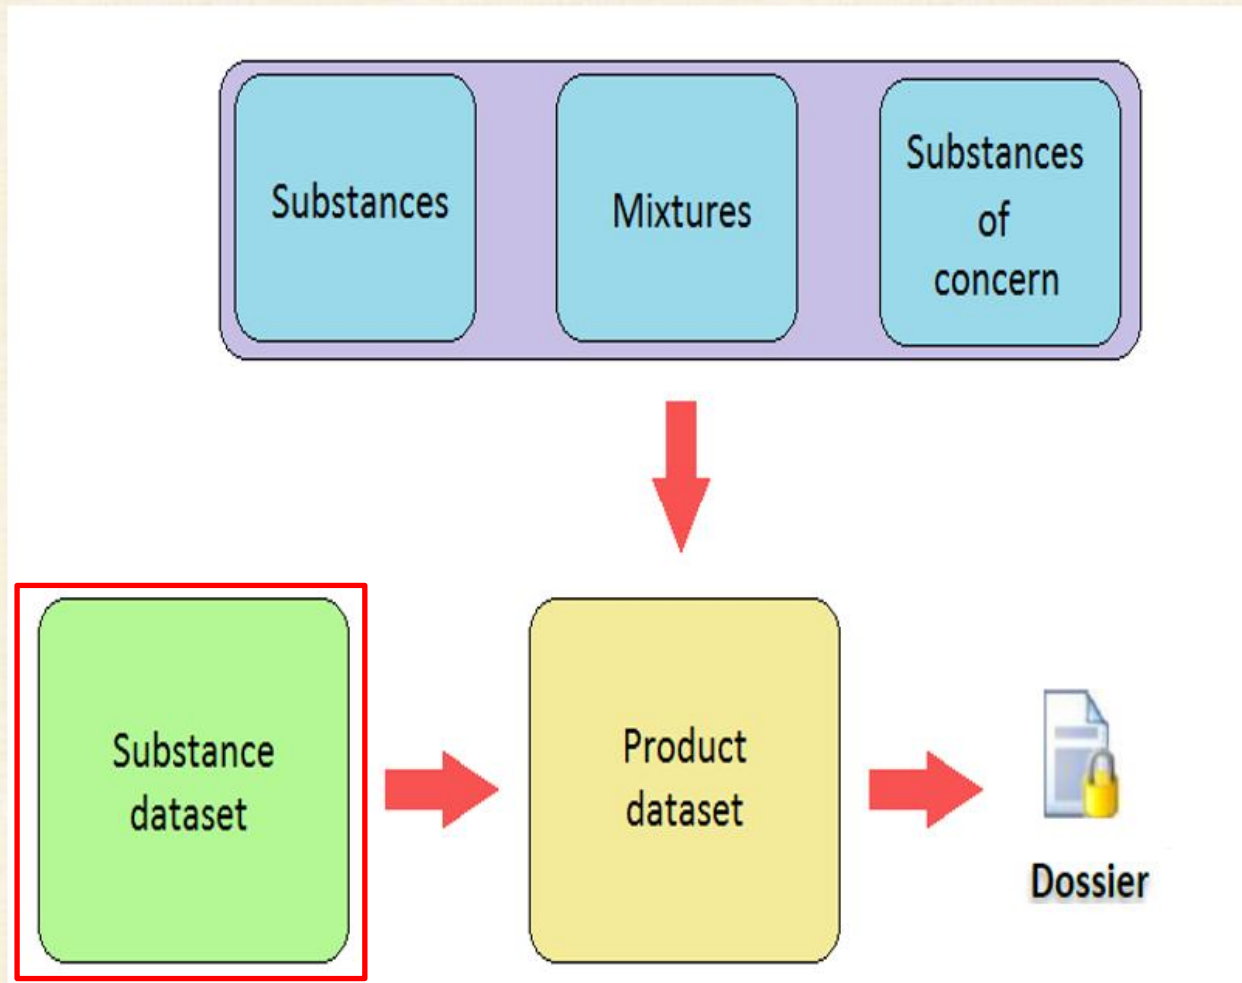 Substances
Mixtures
Substances
of
concern
Substance
dataset
Product
dataset
Dossier